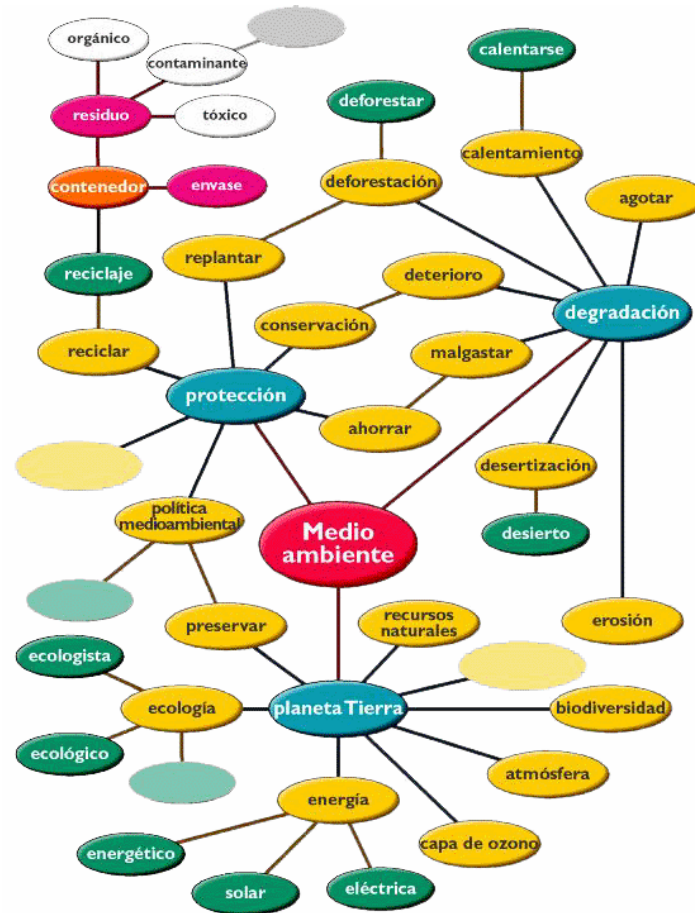 orgánico
contaminante
residuo
tóxico
calentarse
deforestar
calentamiento
deforestación
contenedor
envase
agotar
replantar
reciclaje
deterioro
degradación
conservación
reciclar
malgastar
protección
ahorrar
desertización
política
medioambiental
Medio
ambiente
desierto
preservar
recursos
naturales
erosión
ecologista
ecología
planeta Tierra
biodiversidad
ecológico
atmósfera
energía
capa de ozono
energético
solar
eléctrica